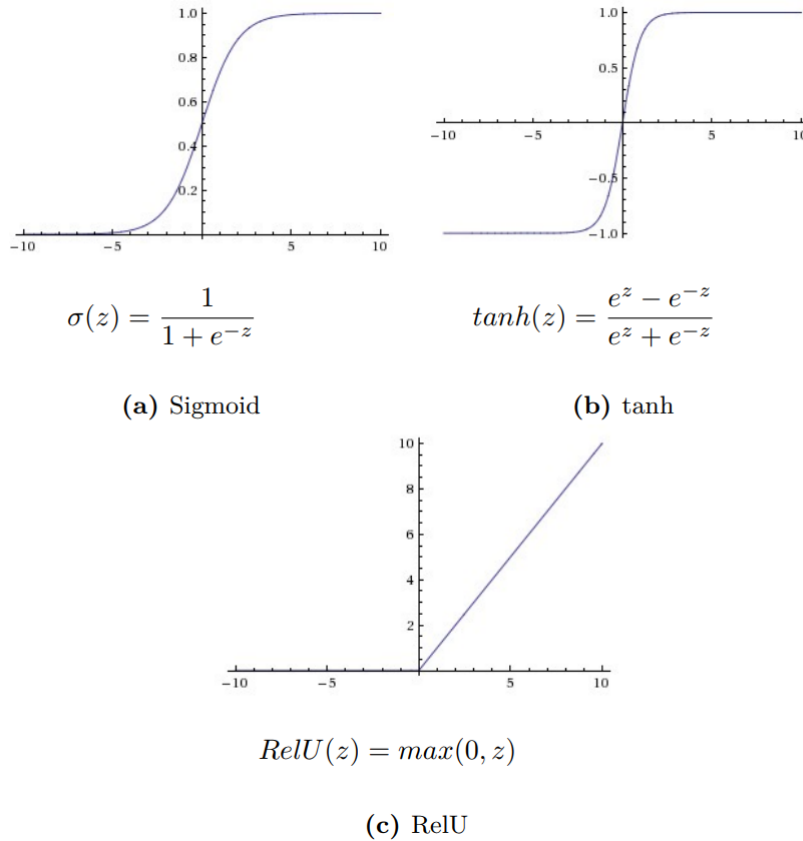 1.0
0.8
0.6
0.4
0.2
−10 −5 5 10
σ(z) = 1 / (1 + e^{−z})
(a) Sigmoid
1.0
0.5
−10 −5 5 10
−0.5
−1.0
tanh(z) = (e^z − e^{−z}) / (e^z + e^{−z})
(b) tanh
10
8
6
4
2
−10 −5 5 10
RelU(z) = max(0, z)
(c) RelU